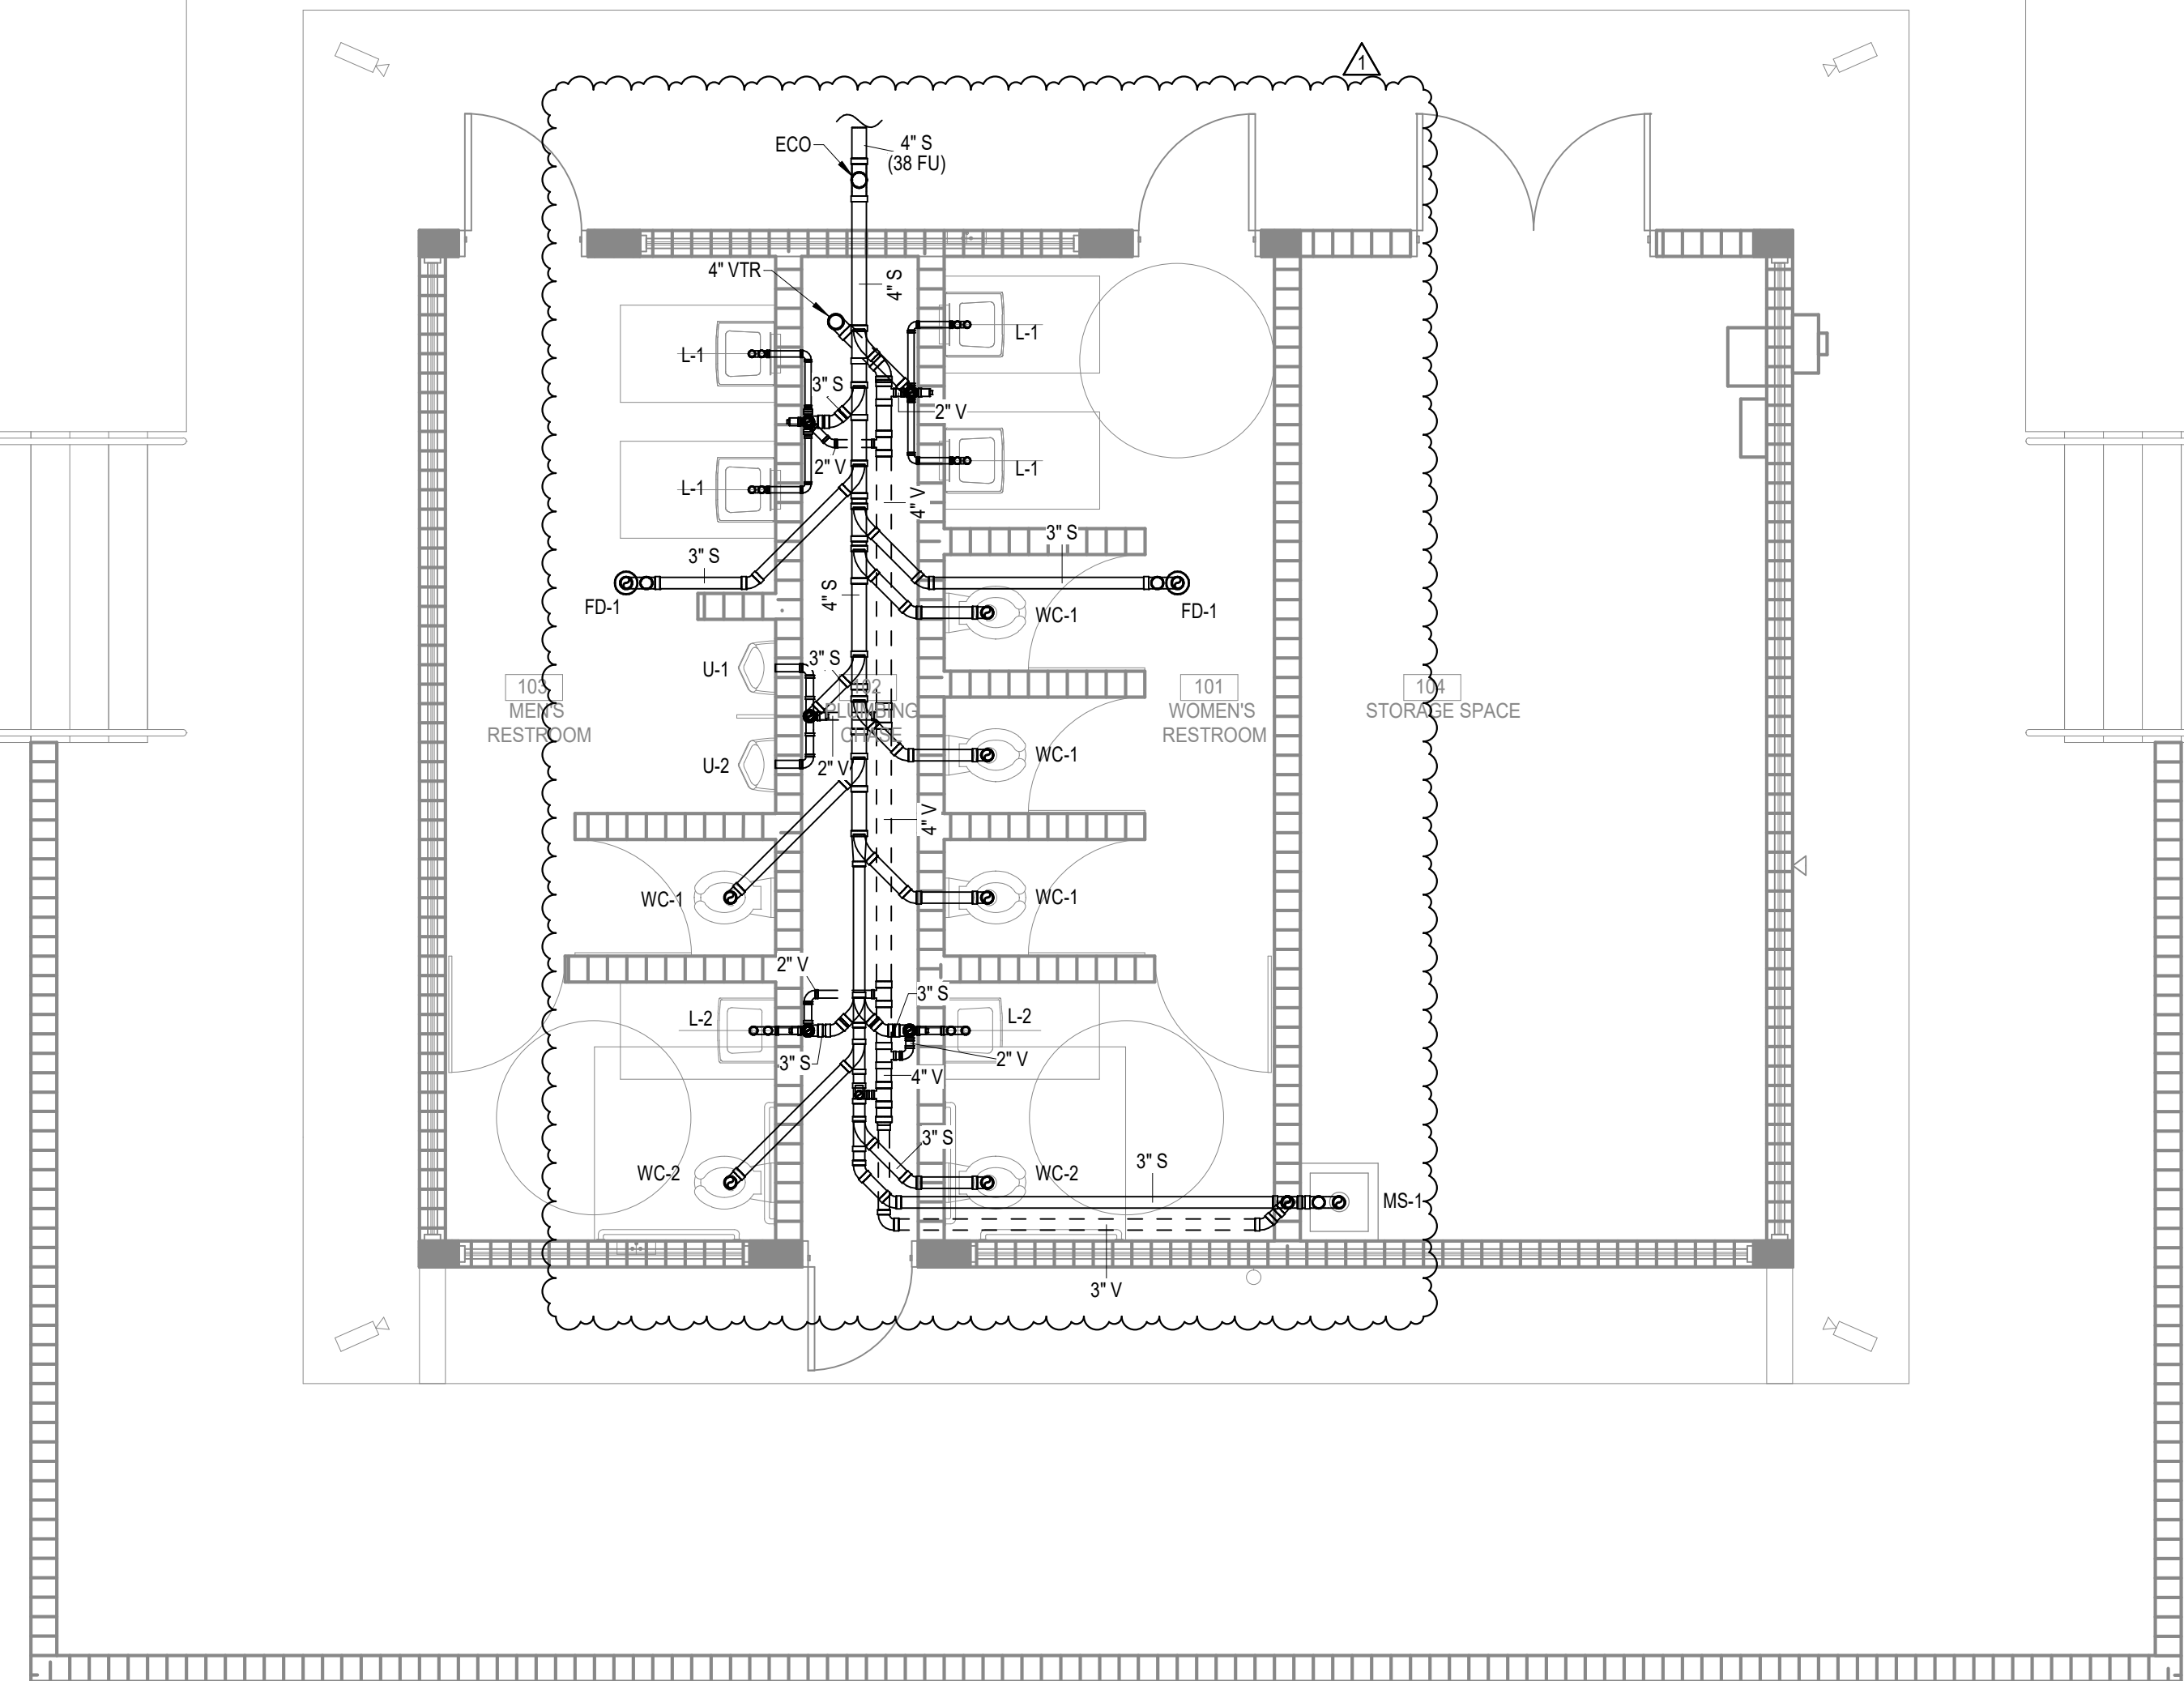 1
ECO
4" S
(38 FU)
4" VTR
4" S
L-1
L-1
3" S
2" V
2" V
L-1
L-1
4" V
3" S
3" S
FD-1
4" S
WC-1
FD-1
U-1
3" S
103
MEN'S
RESTROOM
102
PLUMBING
CHASE
101
WOMEN'S
RESTROOM
104
STORAGE SPACE
U-2
2" V
WC-1
4" V
WC-1
WC-1
2" V
3" S
L-2
L-2
3" S
2" V
4" V
3" S
WC-2
WC-2
3" S
MS-1
3" V